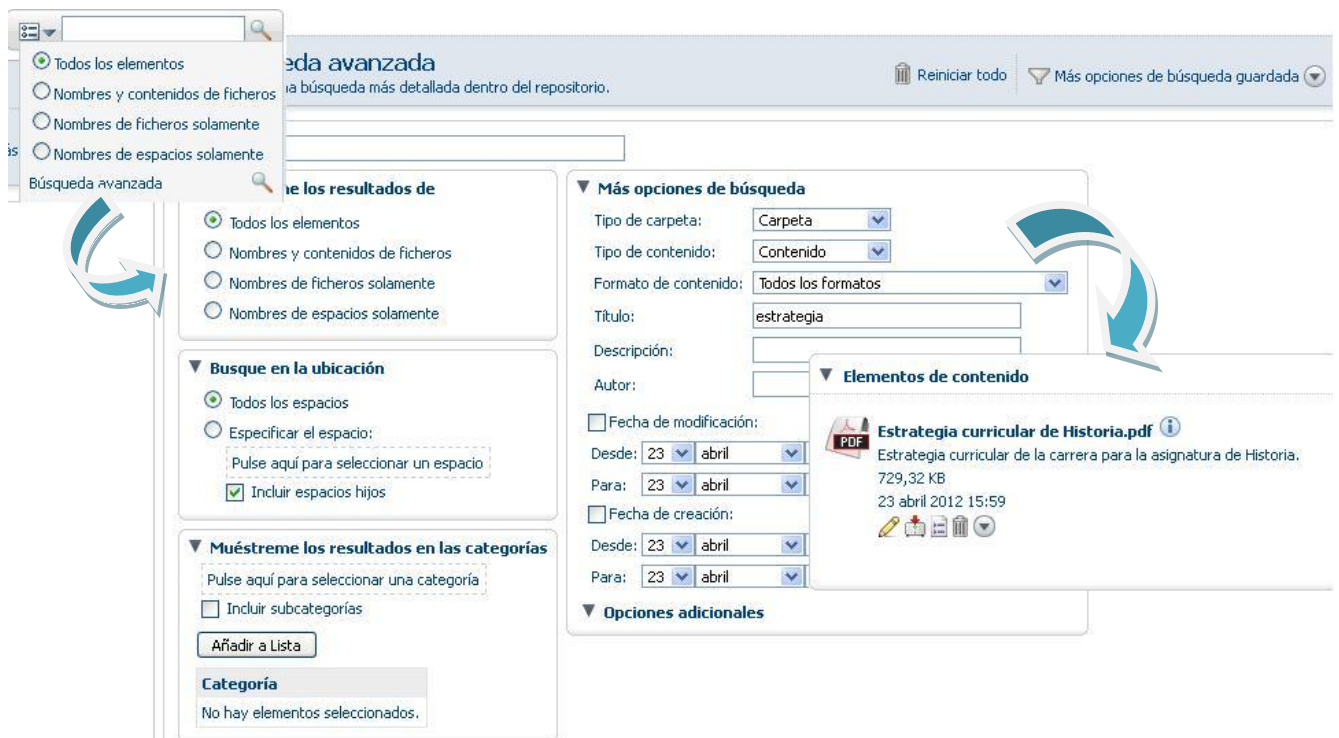 Todos los elementos
Nombres y contenidos de ficheros
Nombres de ficheros solamente
Nombres de espacios solamente
Búsqueda avanzada
eda avanzada
a búsqueda más detallada dentro del repositorio.
Reiniciar todo
Más opciones de búsqueda guardada
ás
e los resultados de
Todos los elementos
Nombres y contenidos de ficheros
Nombres de ficheros solamente
Nombres de espacios solamente
Busque en la ubicación
Todos los espacios
Especificar el espacio:
Pulse aquí para seleccionar un espacio
Incluir espacios hijos
Muéstreme los resultados en las categorías
Pulse aquí para seleccionar una categoría
Incluir subcategorías
Añadir a Lista
Categoría
No hay elementos seleccionados.
Más opciones de búsqueda
Tipo de carpeta: Carpeta
Tipo de contenido: Contenido
Formato de contenido: Todos los formatos
Título: estrategia
Descripción:
Autor:
Fecha de modificación:
Desde: 23 abril
Para: 23 abril
Fecha de creación:
Desde: 23 abril
Para: 23 abril
Opciones adicionales
Elementos de contenido
PDF
Estrategia curricular de Historia.pdf
Estrategia curricular de la carrera para la asignatura de Historia.
729,32 KB
23 abril 2012 15:59